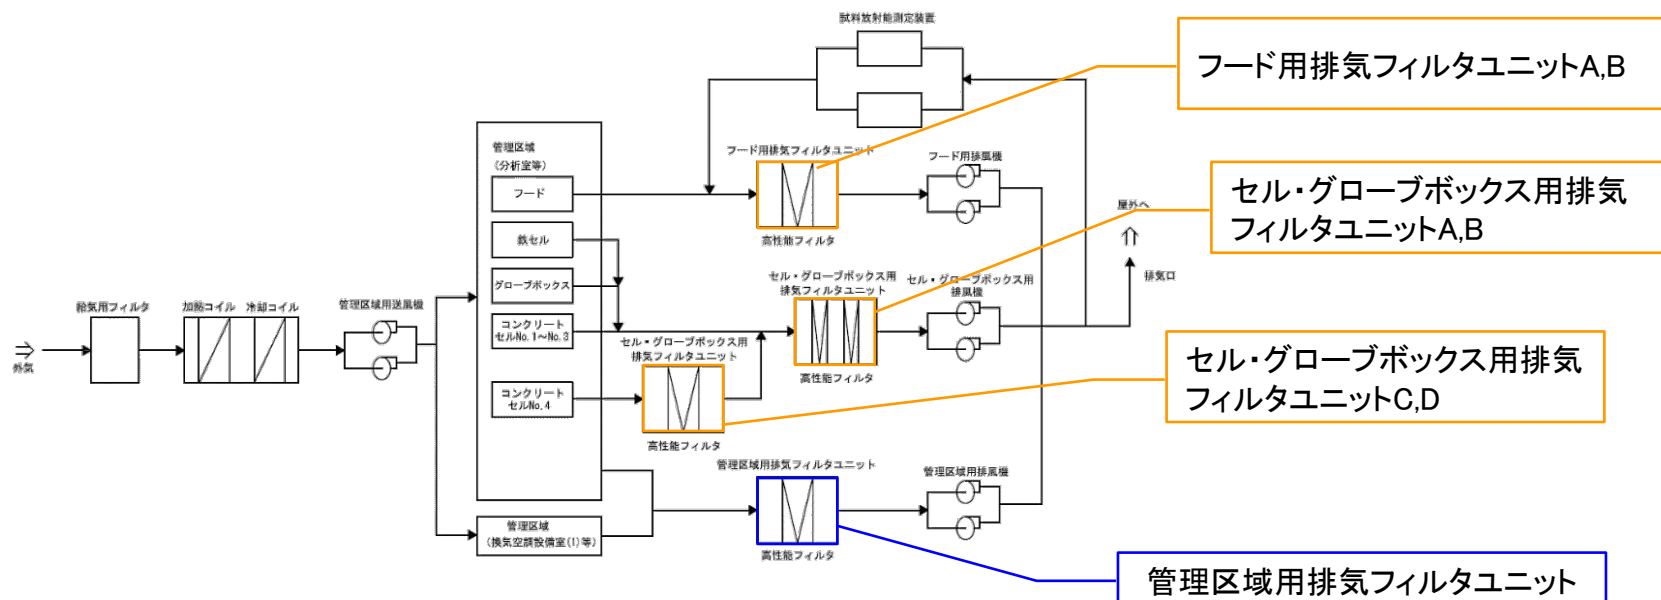 試料放射能測定装置
フード用排気フィルタユニットA,B
管理区域
(分析室等)
フード
フード用排気フィルタユニット
高性能フィルタ
フード用排風機
セル・グローブボックス用排気
フィルタユニットA,B
屋外へ
排気口
鉄セル
グローブボックス
コンクリート
セルNo.1～No.3
コンクリート
セルNo.4
セル・グローブボックス用
排気フィルタユニット
高性能フィルタ
セル・グローブボックス用
排風機
セル・グローブボックス用
排気フィルタユニット
高性能フィルタ
セル・グローブボックス用排気
フィルタユニットC,D
外気
給気用フィルタ
加熱コイル
冷却コイル
管理区域用送風機
管理区域用排気フィルタユニット
高性能フィルタ
管理区域用排風機
管理区域
(換気空調設備室(1)等)
管理区域用排気フィルタユニット